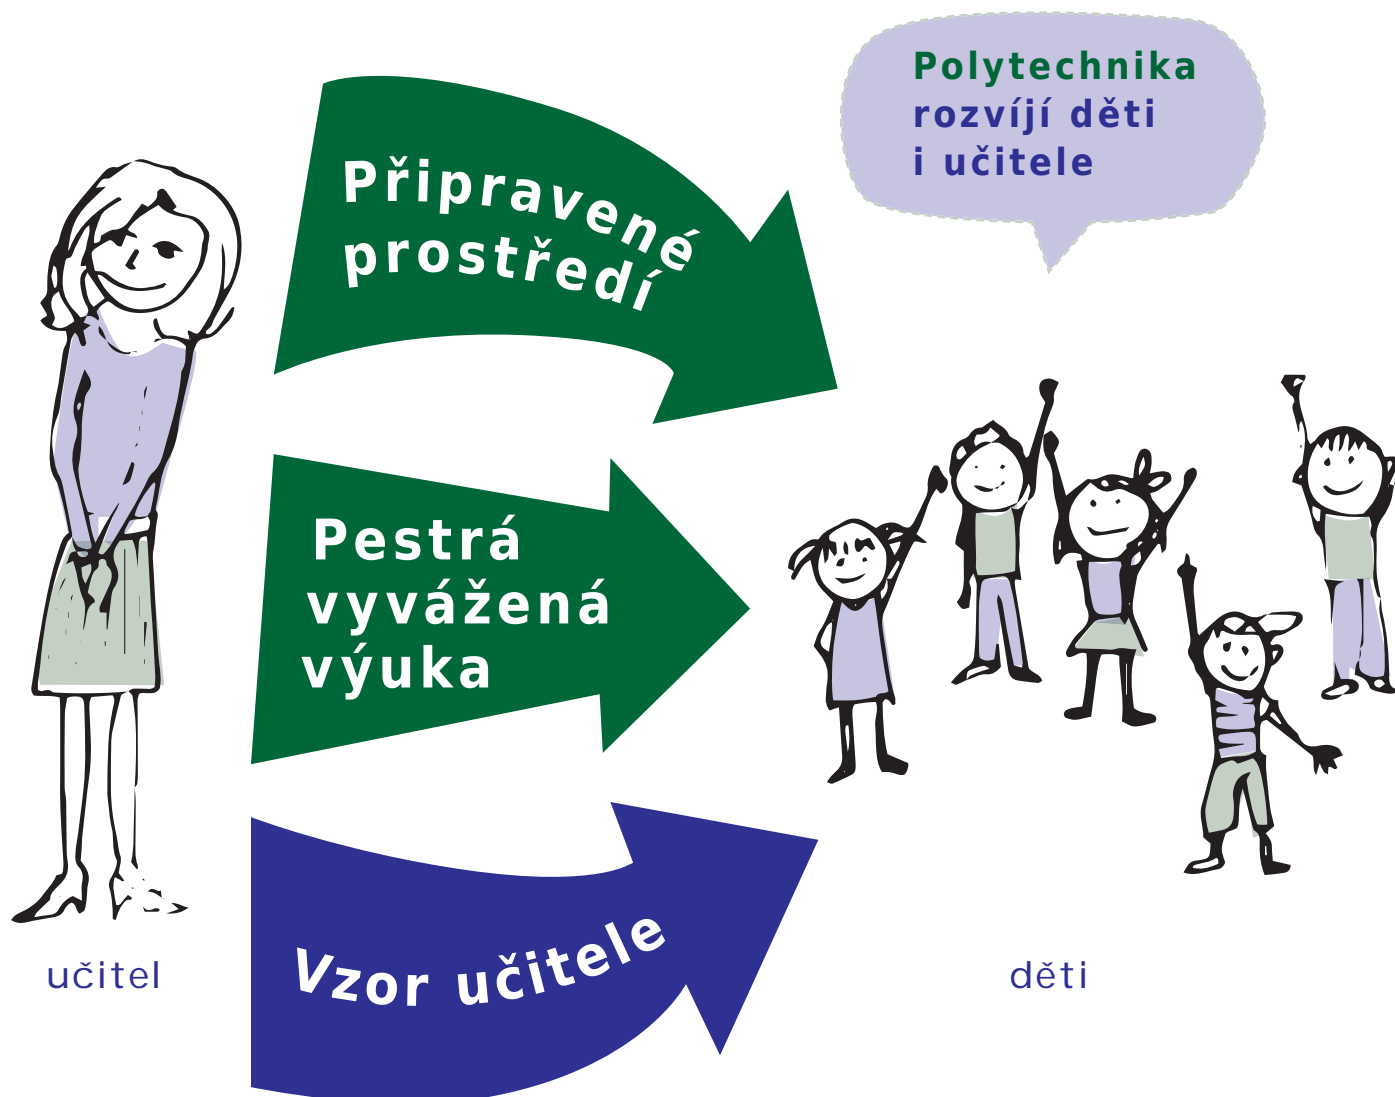 Polytechnika
rozvíjí děti
i učitele
Připravené
prostředí
Pestrá
vyvážená
výuka
Vzor učitele
učitel
děti